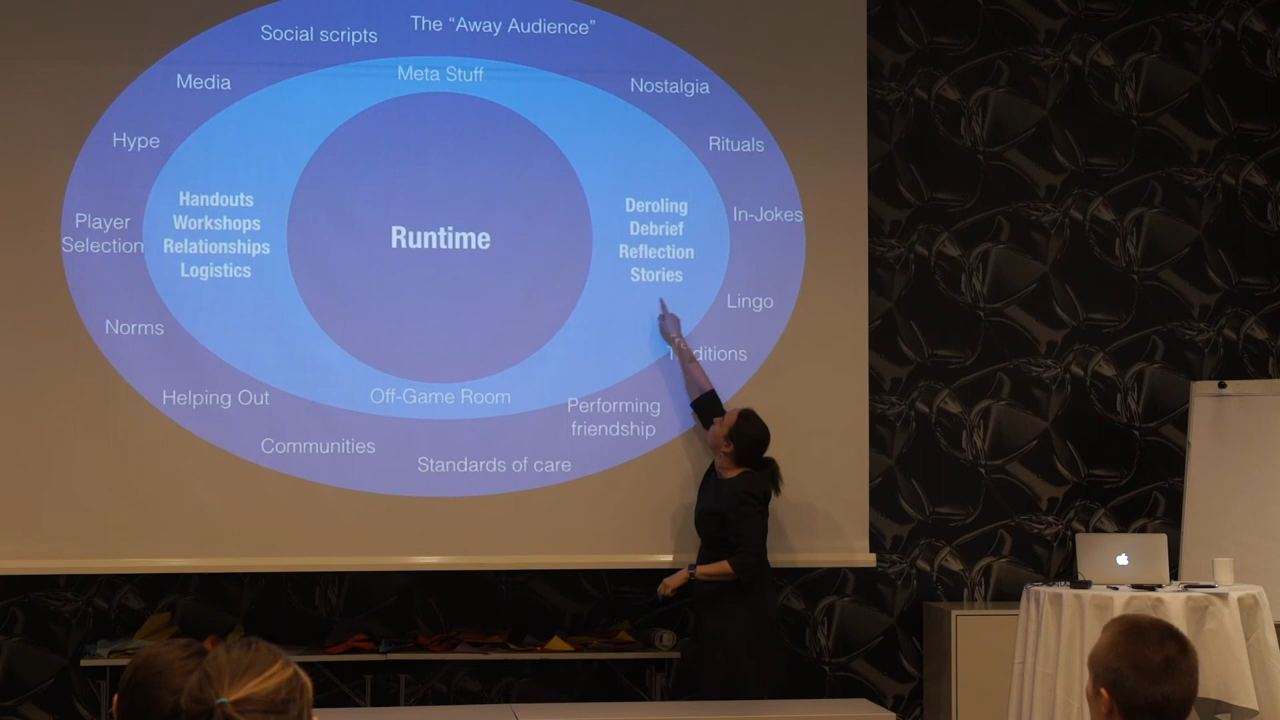 Social scripts
The “Away Audience”
Media
Meta Stuff
Nostalgia
Hype
Rituals
Handouts
Workshops
Relationships
Logistics
Player
Selection
Runtime
Deroling
Debrief
Reflection
Stories
In-Jokes
Lingo
Norms
Helping Out
Off-Game Room
Performing
friendship
Communities
Standards of care